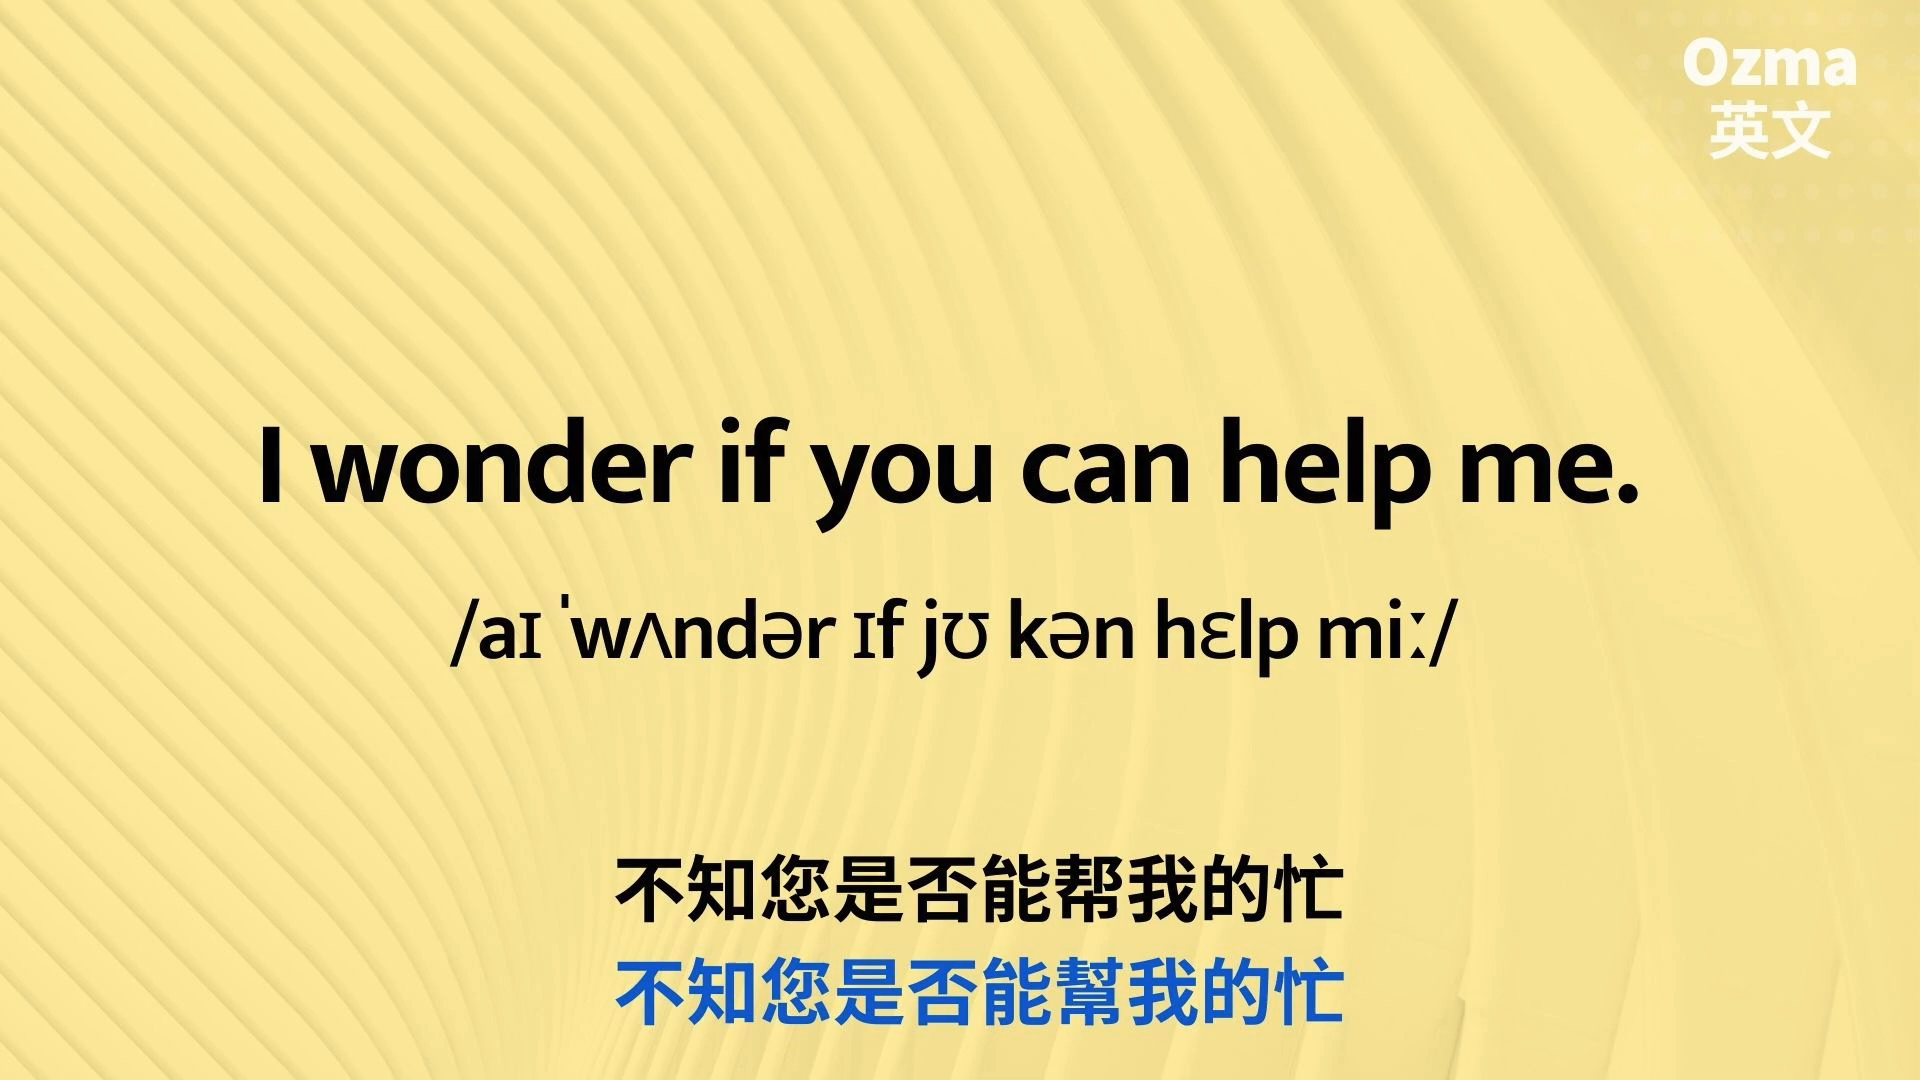 Ozma
英文
I wonder if you can help me.
/aɪ ˈwʌndər ɪf jʊ kən hɛlp miː/
不知您是否能帮我的忙
不知您是否能幫我的忙